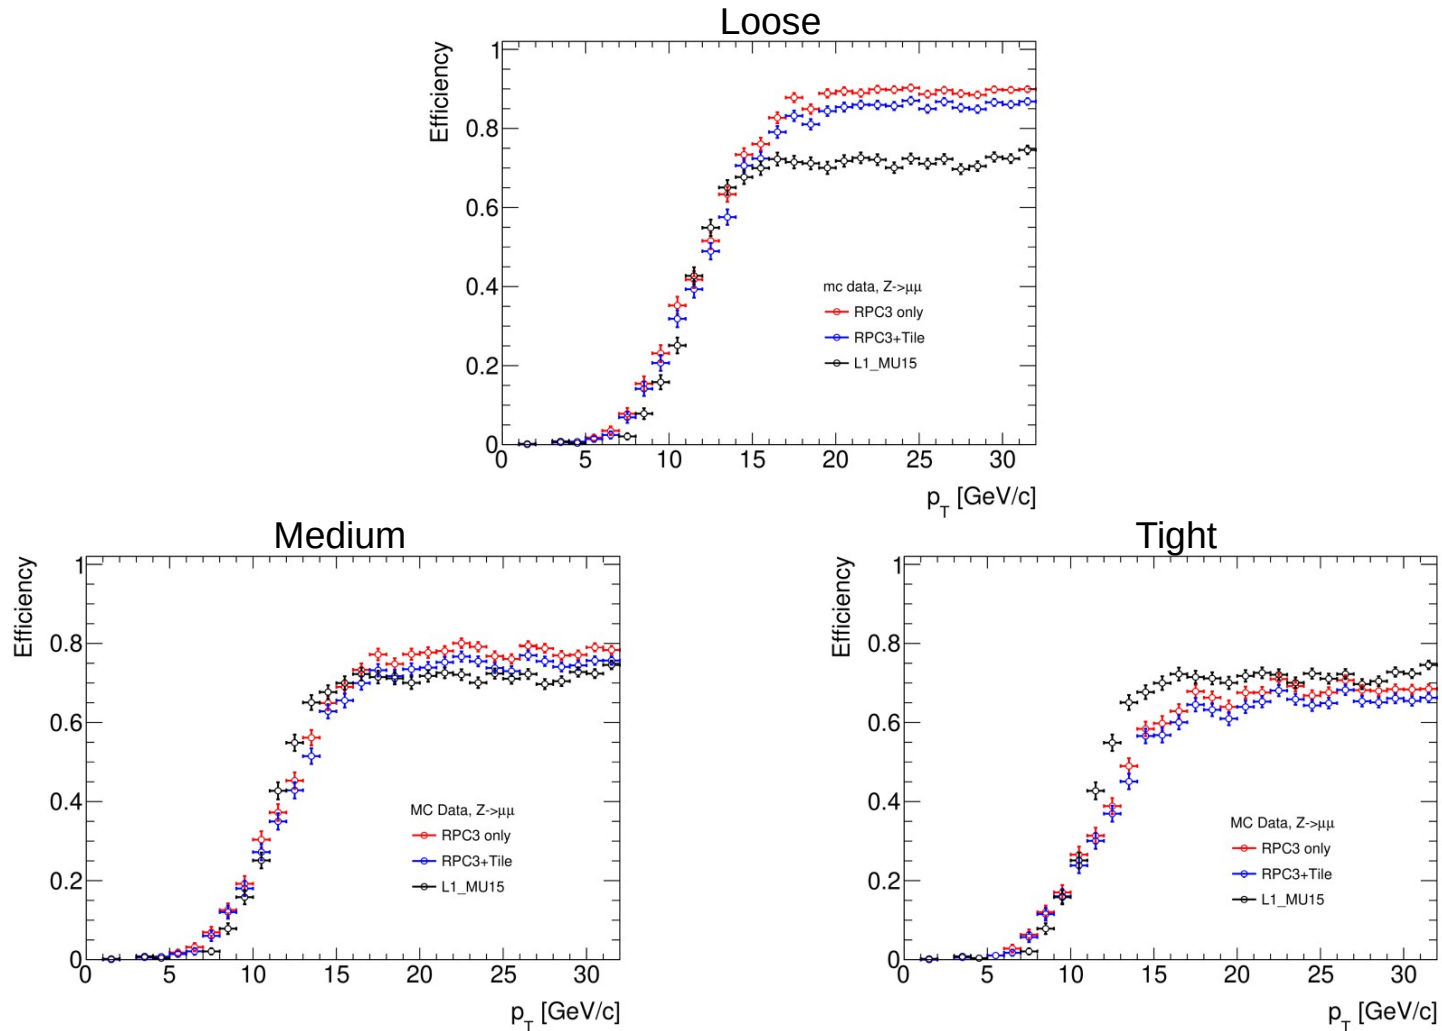 Loose
Efficiency
1
0.8
0.6
0.4
0.2
0
mc data, Z->μμ
RPC3 only
RPC3+Tile
L1_MU15
0 5 10 15 20 25 30
p_T [GeV/c]
Medium
Efficiency
1
0.8
0.6
0.4
0.2
0
MC Data, Z->μμ
RPC3 only
RPC3+Tile
L1_MU15
0 5 10 15 20 25 30
p_T [GeV/c]
Tight
Efficiency
1
0.8
0.6
0.4
0.2
0
MC Data, Z->μμ
RPC3 only
RPC3+Tile
L1_MU15
0 5 10 15 20 25 30
p_T [GeV/c]